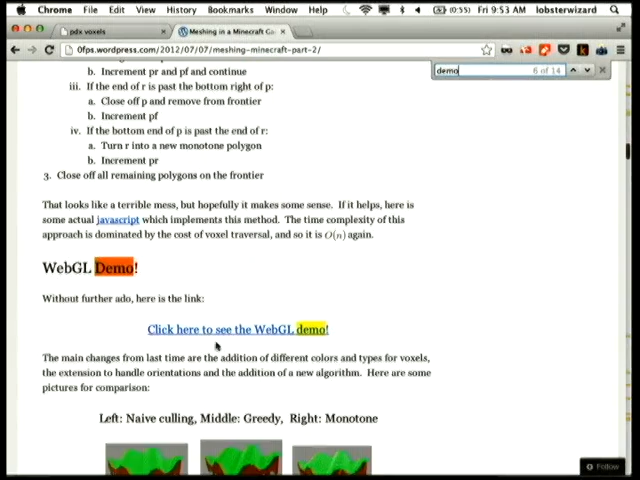 Chrome File Edit View History Bookmarks Window Help (0:55) Fri 9:53 AM lobsterwizard
pdx voxels Meshing in a Minecraft Ga
0fps.wordpress.com/2012/07/07/meshing-minecraft-part-2/
demo 6 of 14
b. Increment pr and pf and continue
iii. If the end of r is past the bottom right of p:
a. Close off p and remove from frontier
b. Increment pf
iv. If the bottom end of p is past the end of r:
a. Turn r into a new monotone polygon
b. Increment pr
3. Close off all remaining polygons on the frontier
That looks like a terrible mess, but hopefully it makes some sense. If it helps, here is
some actual javascript which implements this method. The time complexity of this
approach is dominated by the cost of voxel traversal, and so it is O(n) again.
WebGL Demo!
Without further ado, here is the link:
Click here to see the WebGL demo!
The main changes from last time are the addition of different colors and types for voxels,
the extension to handle orientations and the addition of a new algorithm. Here are some
pictures for comparison:
Left: Naive culling, Middle: Greedy, Right: Monotone
Follow